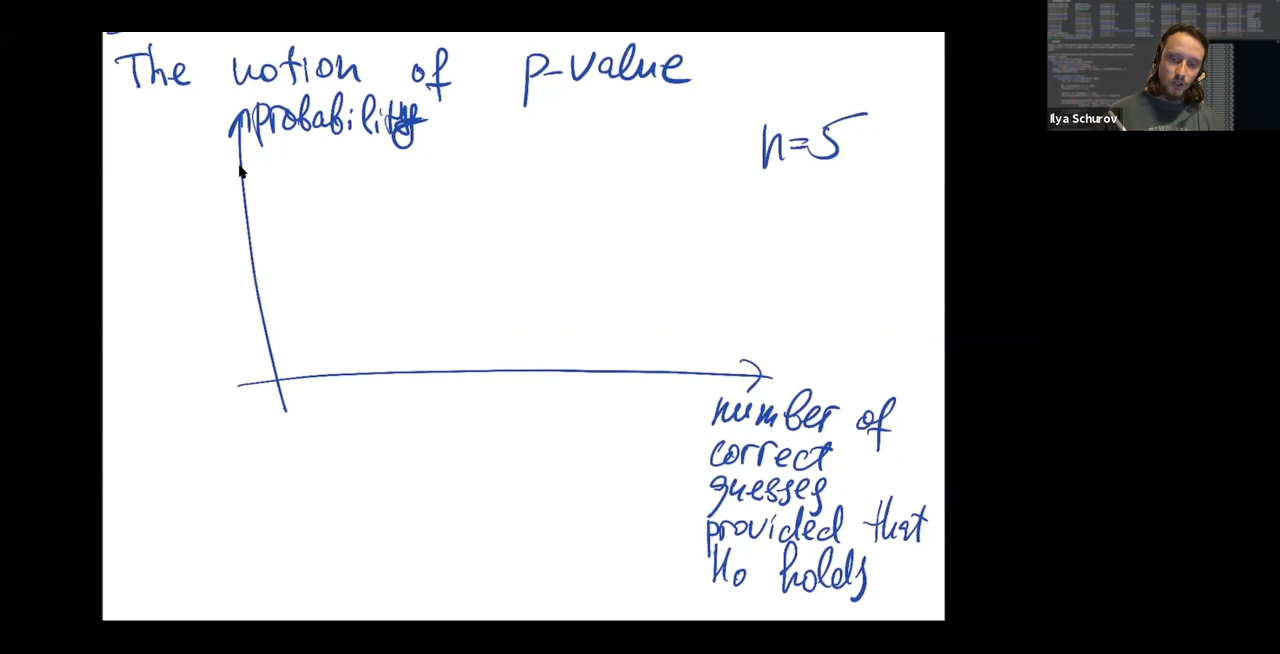 The notion of p-value
probability
n=5
number of
correct
guesses
provided that
H₀ holds
Ilya Schurov